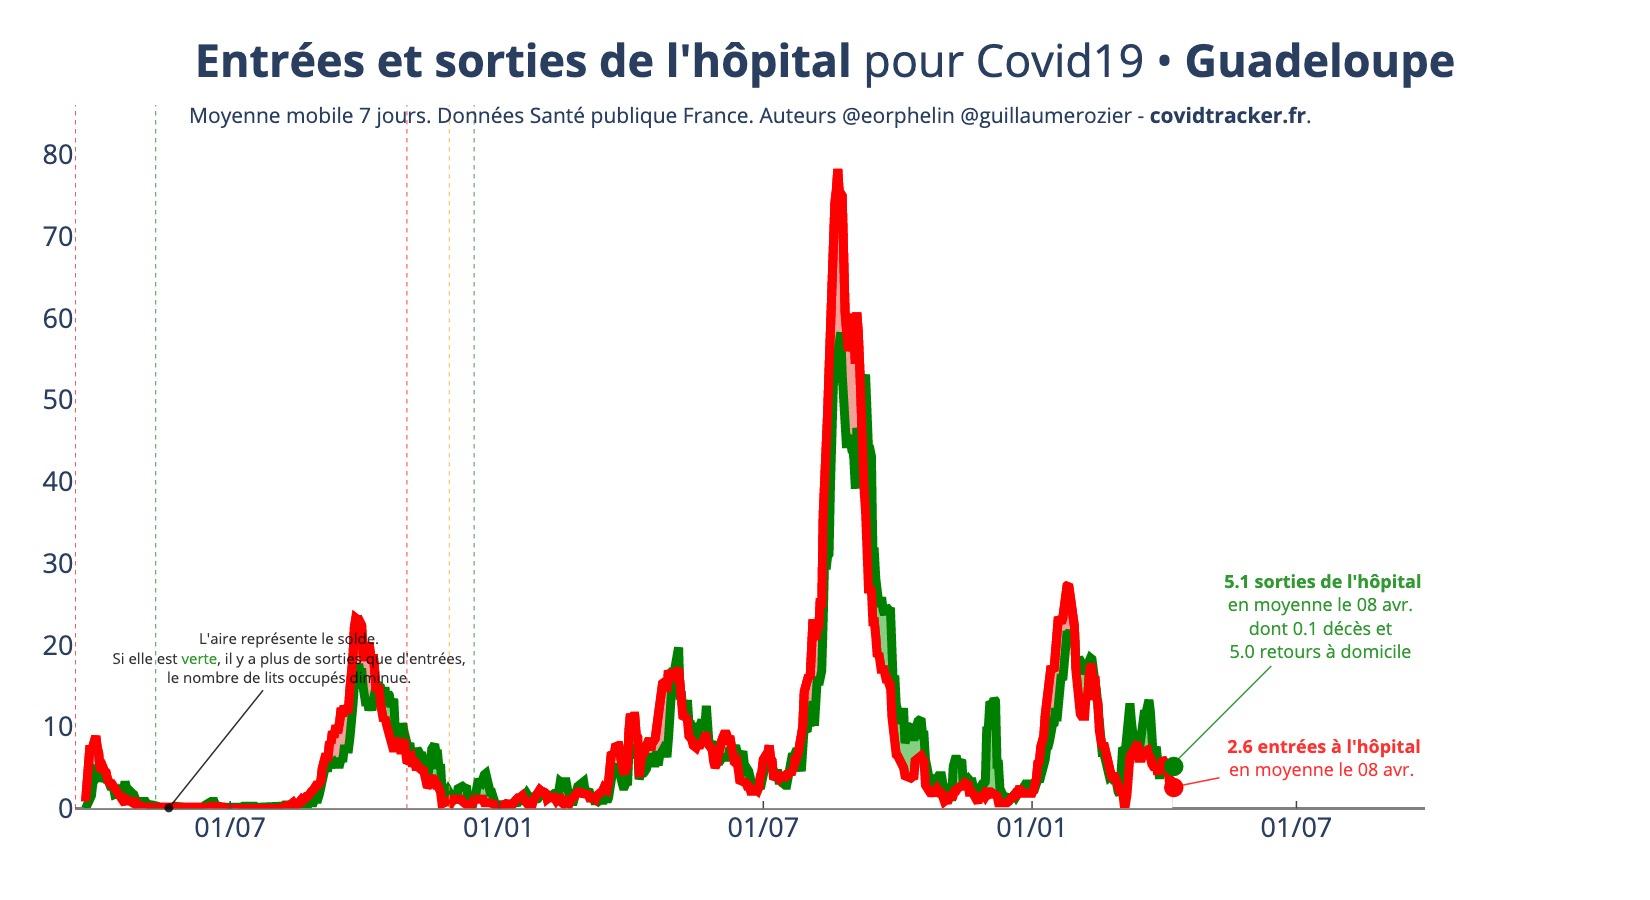 Entrées et sorties de l'hôpital pour Covid19 • Guadeloupe
Moyenne mobile 7 jours. Données Santé publique France. Auteurs @eorphelin @guillaumerozier - covidtracker.fr.
80
70
60
50
40
30
20
10
0
L'aire représente le solde.
Si elle est verte, il y a plus de sorties que d'entrées,
le nombre de lits occupés diminue.
5.1 sorties de l'hôpital
en moyenne le 08 avr.
dont 0.1 décès et
5.0 retours à domicile
2.6 entrées à l'hôpital
en moyenne le 08 avr.
01/07
01/01
01/07
01/01
01/07